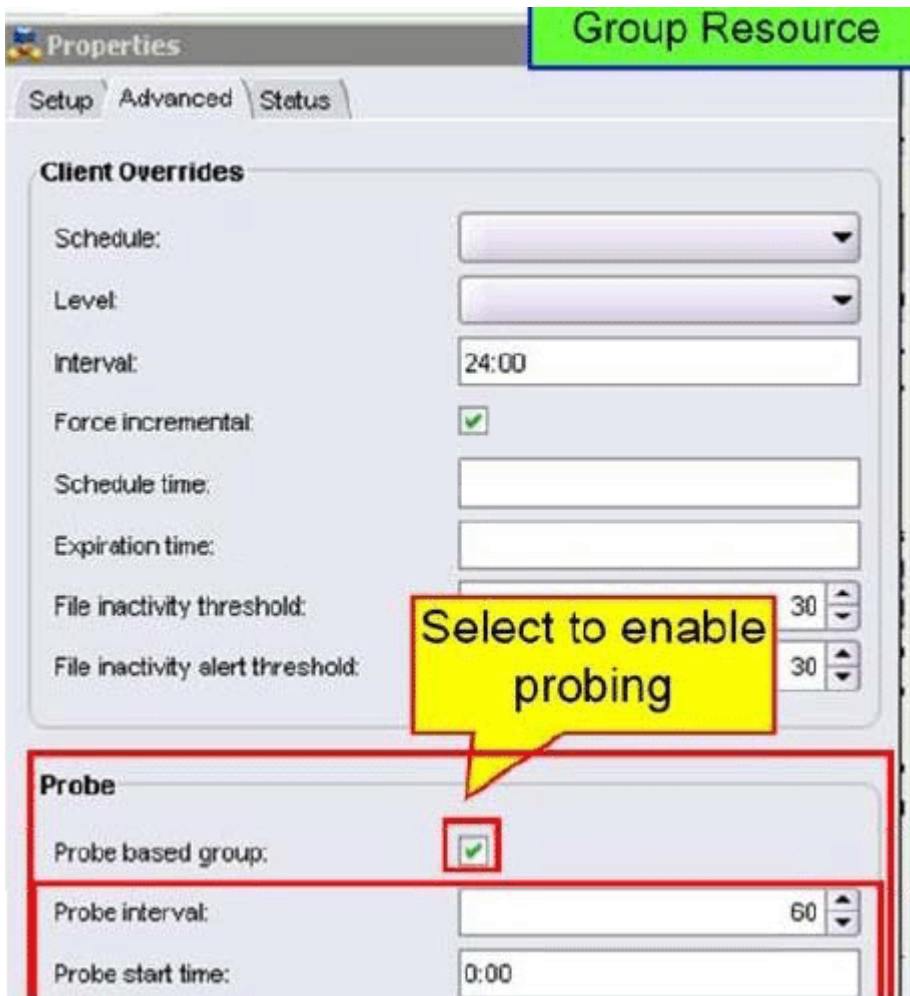 Group Resource
Properties
Setup Advanced Status
Client Overrides
Schedule:
Level:
Interval: 24:00
Force incremental:
Schedule time:
Expiration time:
File inactivity threshold: 30
File inactivity alert threshold: 30
Select to enable
probing
Probe
Probe based group:
Probe interval: 60
Probe start time: 0:00